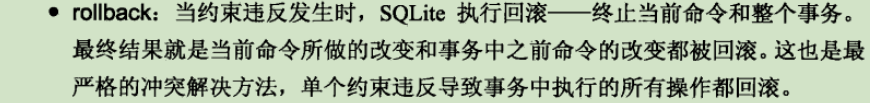 • rollback：当约束违反发生时，SQLite 执行回滚——终止当前命令和整个事务。
最终结果就是当前命令所做的改变和事务中之前命令的改变都被回滚。这也是最
严格的冲突解决方法，单个约束违反导致事务中执行的所有操作都回滚。